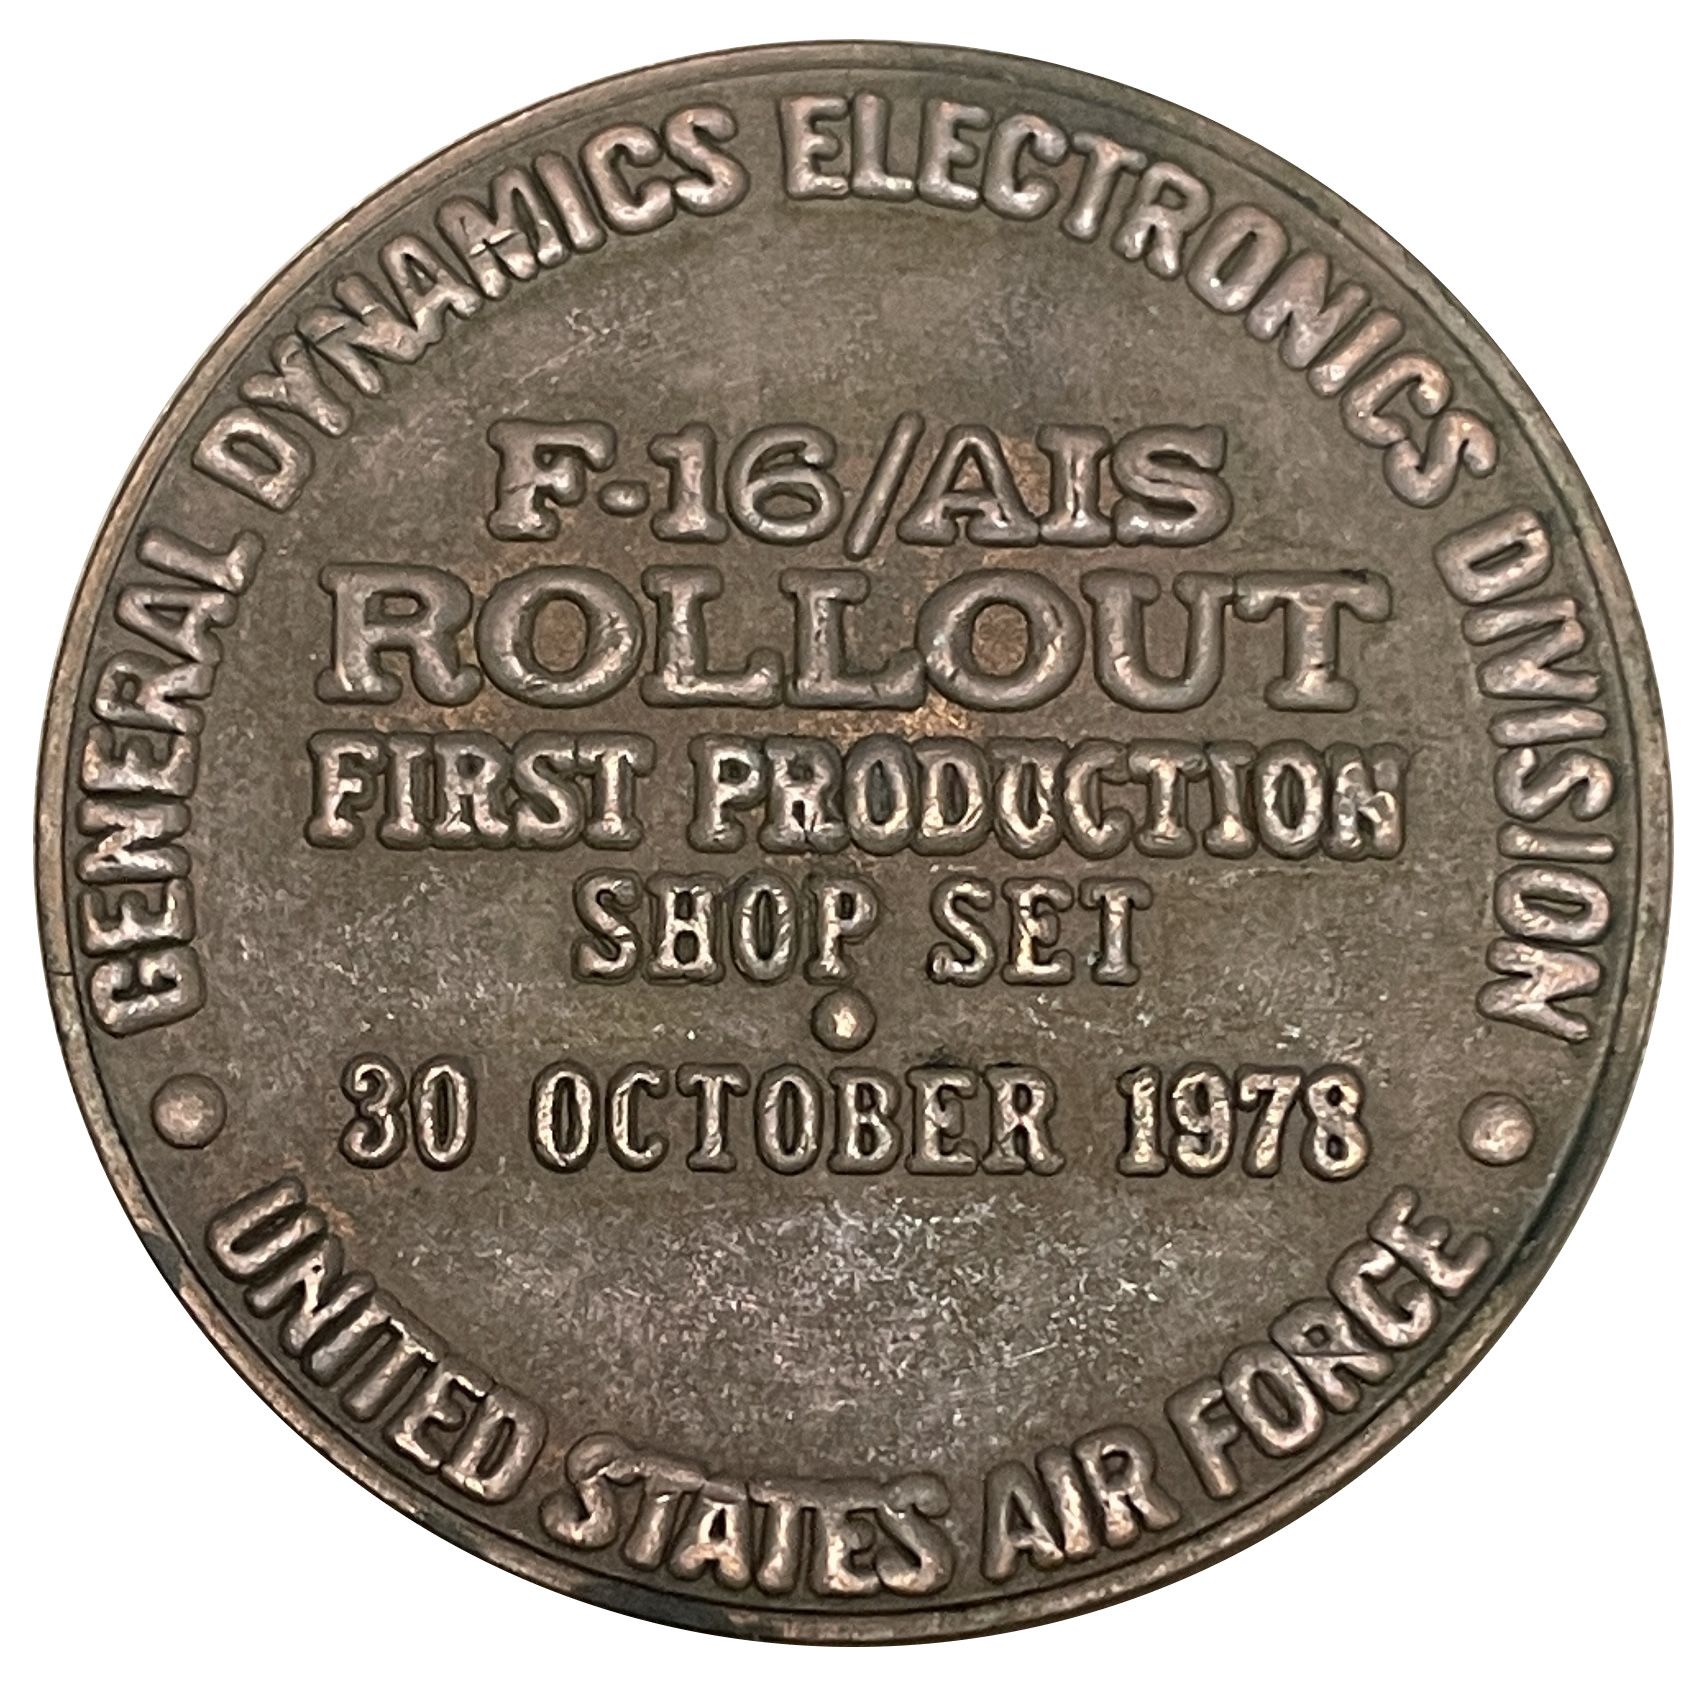 GENERAL DYNAMICS ELECTRONICS DIVISION
F-16/AIS
ROLLOUT
FIRST PRODUCTION
SHOP SET
30 OCTOBER 1978
UNITED STATES AIR FORCE